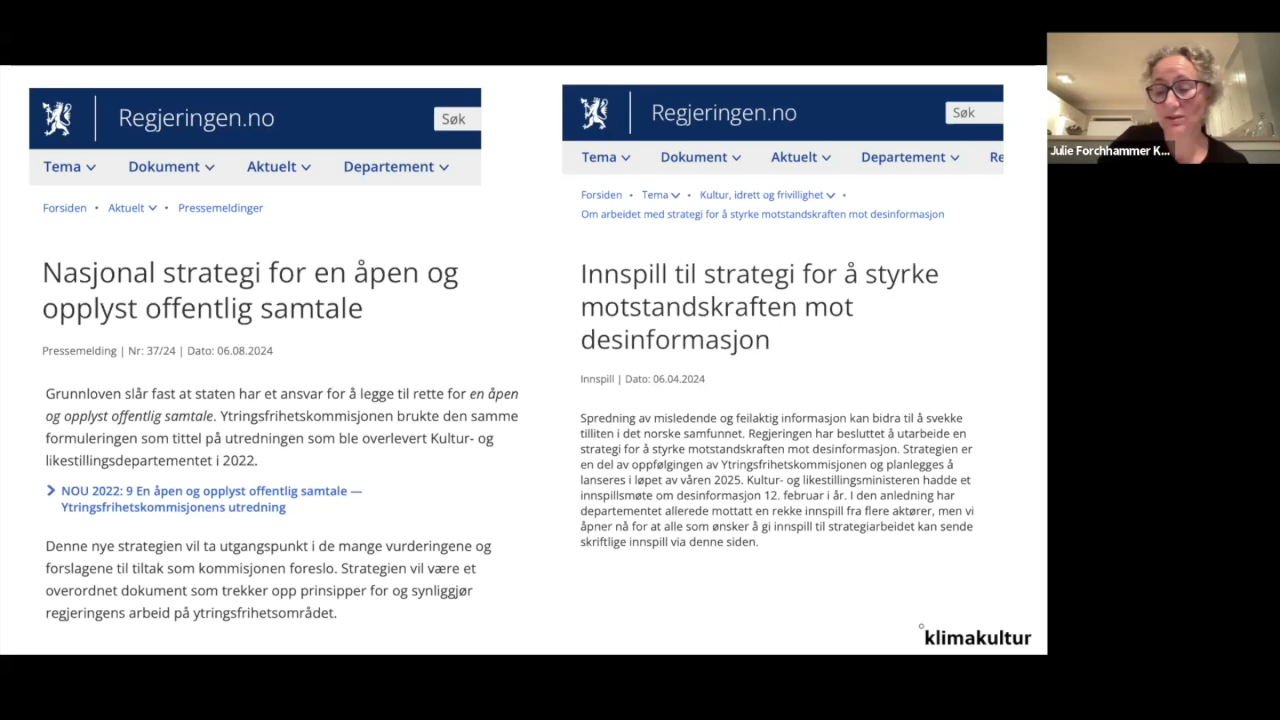 Regjeringen.no
Søk
Tema
Dokument
Aktuelt
Departement
Forsiden • Aktuelt • Pressemeldinger
Nasjonal strategi for en åpen og
opplyst offentlig samtale
Pressemelding | Nr: 37/24 | Dato: 06.08.2024
Grunnloven slår fast at staten har et ansvar for å legge til rette for en åpen
og opplyst offentlig samtale. Ytringsfrihetskommisjonen brukte den samme
formuleringen som tittel på utredningen som ble overlevert Kultur- og
likestillingsdepartementet i 2022.
NOU 2022: 9 En åpen og opplyst offentlig samtale —
Ytringsfrihetskommisjonens utredning
Denne nye strategien vil ta utgangspunkt i de mange vurderingene og
forslagene til tiltak som kommisjonen foreslo. Strategien vil være et
overordnet dokument som trekker opp prinsipper for og synliggjør
regjeringens arbeid på ytringsfrihetsområdet.
Regjeringen.no
Søk
Tema
Dokument
Aktuelt
Departement
Re
Forsiden • Tema • Kultur, idrett og frivillighet •
Om arbeidet med strategi for å styrke motstandskraften mot desinformasjon
Innspill til strategi for å styrke
motstandskraften mot
desinformasjon
Innspill | Dato: 06.04.2024
Spredning av misledende og feilaktig informasjon kan bidra til å svekke
tilliten i det norske samfunnet. Regjeringen har besluttet å utarbeide en
strategi for å styrke motstandskraften mot desinformasjon. Strategien er
en del av oppfølgingen av Ytringsfrihetskommisjonen og planlegges å
lanseres i løpet av våren 2025. Kultur- og likestillingsministeren hadde et
innspillsmøte om desinformasjon 12. februar i år. I den anledning har
departementet allerede mottatt en rekke innspill fra flere aktører, men vi
åpner nå for at alle som ønsker å gi innspill til strategiarbeidet kan sende
skriftlige innspill via denne siden.
°klimakultur
Julie Forchhammer K...